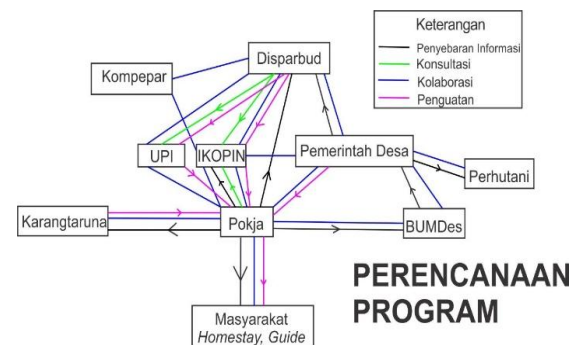 Keterangan
Penyebaran Informasi
Konsultasi
Kolaborasi
Penguatan
Disparbud
Kompepar
UPI
IKOPIN
Pemerintah Desa
Perhutani
Karangtaruna
Pokja
BUMDes
PERENCANAAN
PROGRAM
Masyarakat
Homestay, Guide